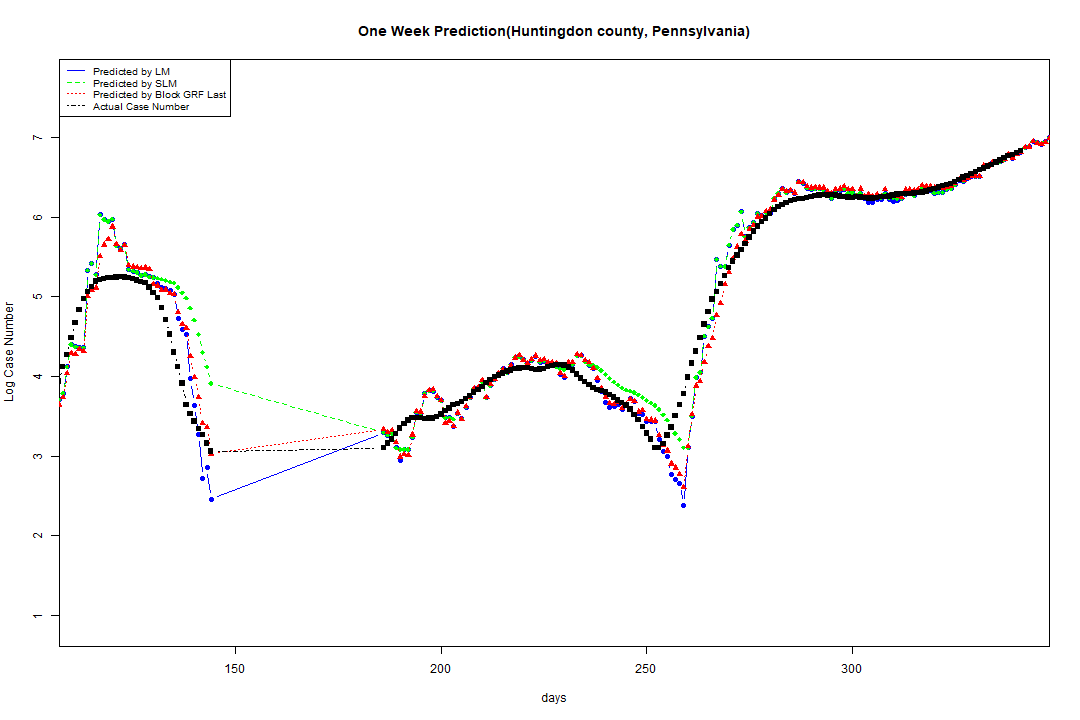 One Week Prediction(Huntingdon county, Pennsylvania)
Predicted by LM
Predicted by SLM
Predicted by Block GRF Last
Actual Case Number
Log Case Number
7
6
5
4
3
2
1
150
200
250
300
days